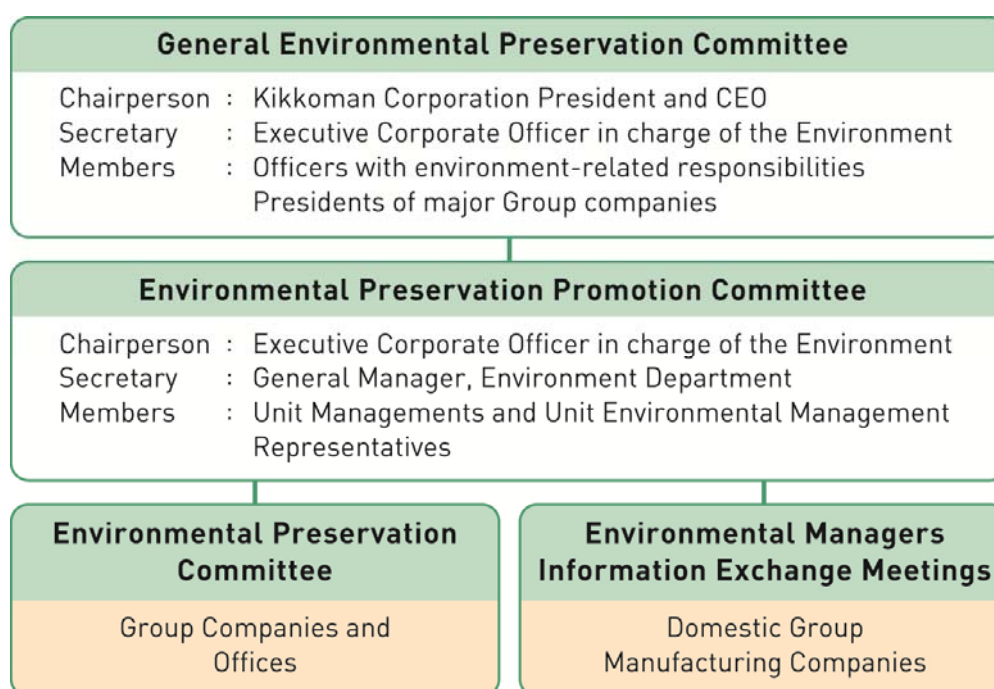 General Environmental Preservation Committee
Chairperson : Kikkoman Corporation President and CEO
Secretary : Executive Corporate Officer in charge of the Environment
Members : Officers with environment-related responsibilities
Presidents of major Group companies
Environmental Preservation Promotion Committee
Chairperson : Executive Corporate Officer in charge of the Environment
Secretary : General Manager, Environment Department
Members : Unit Managements and Unit Environmental Management
Representatives
Environmental Preservation
Committee
Group Companies and
Offices
Environmental Managers
Information Exchange Meetings
Domestic Group
Manufacturing Companies